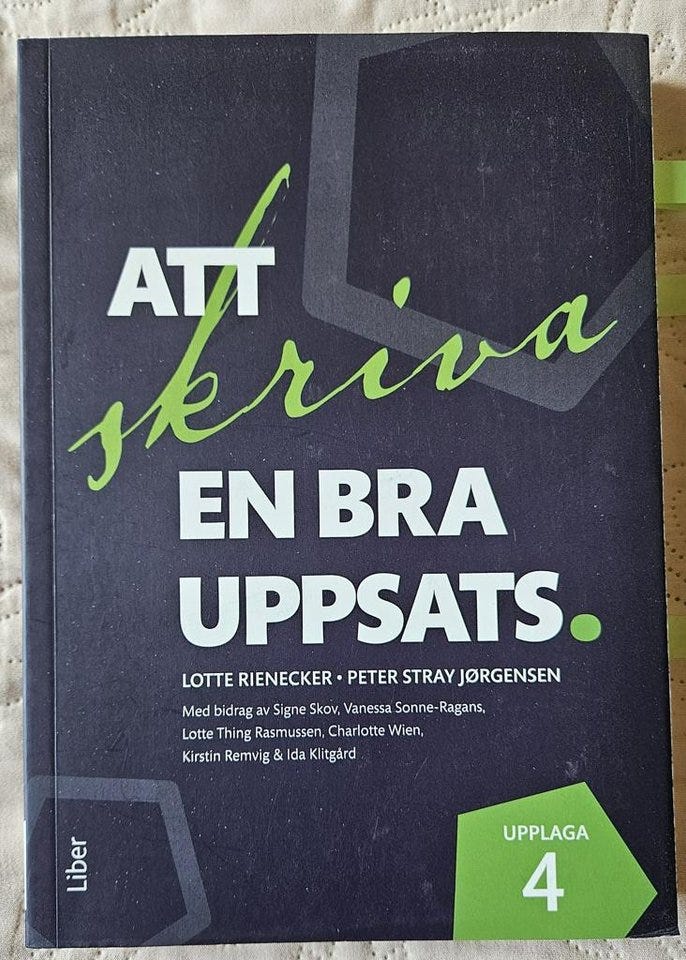 ATT
skriva
EN BRA
UPPSATS.
LOTTE RIENECKER • PETER STRAY JØRGENSEN
Med bidrag av Signe Skov, Vanessa Sonne-Ragans,
Lotte Thing Rasmussen, Charlotte Wien,
Kirstin Remvig & Ida Klitgård
UPPLAGA
4
Liber